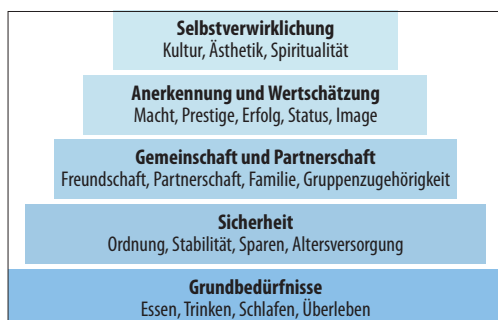 Selbstverwirklichung
Kultur, Ästhetik, Spiritualität
Anerkennung und Wertschätzung
Macht, Prestige, Erfolg, Status, Image
Gemeinschaft und Partnerschaft
Freundschaft, Partnerschaft, Familie, Gruppenzugehörigkeit
Sicherheit
Ordnung, Stabilität, Sparen, Altersversorgung
Grundbedürfnisse
Essen, Trinken, Schlafen, Überleben